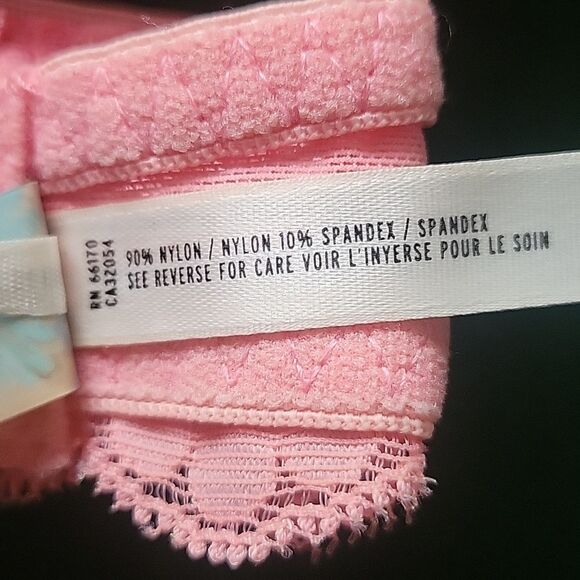 RN 66170
CA32054
90% NYLON / NYLON 10% SPANDEX / SPANDEX
SEE REVERSE FOR CARE VOIR L'INYERSE POUR LE SOIN